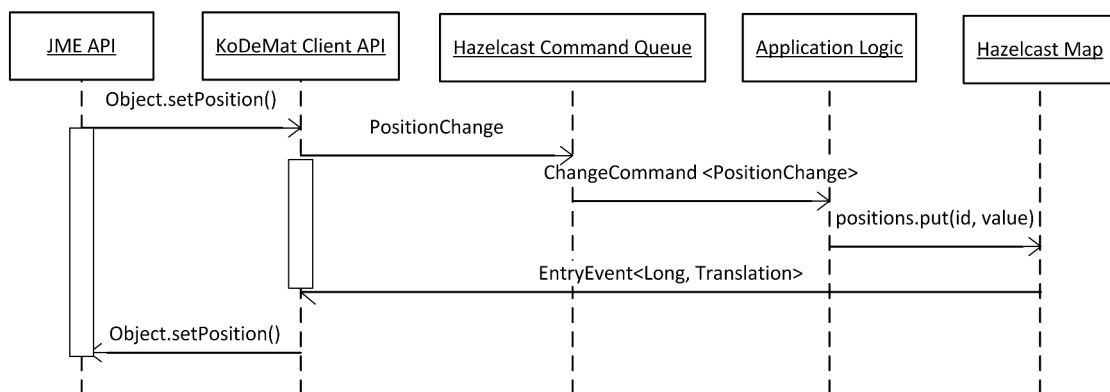 JME API
KoDeMat Client API
Hazelcast Command Queue
Application Logic
Hazelcast Map
Object.setPosition()
PositionChange
ChangeCommand <PositionChange>
positions.put(id, value)
EntryEvent<Long, Translation>
Object.setPosition()